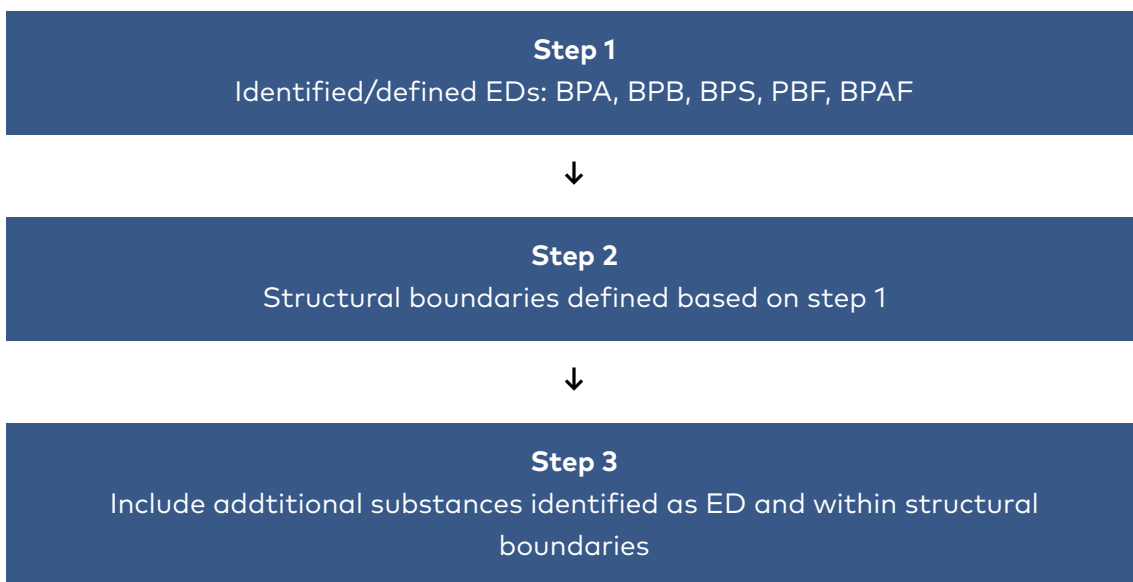 Step 1
Identified/defined EDs: BPA, BPB, BPS, PBF, BPAF
↓
Step 2
Structural boundaries defined based on step 1
↓
Step 3
Include addtitional substances identified as ED and within structural
boundaries